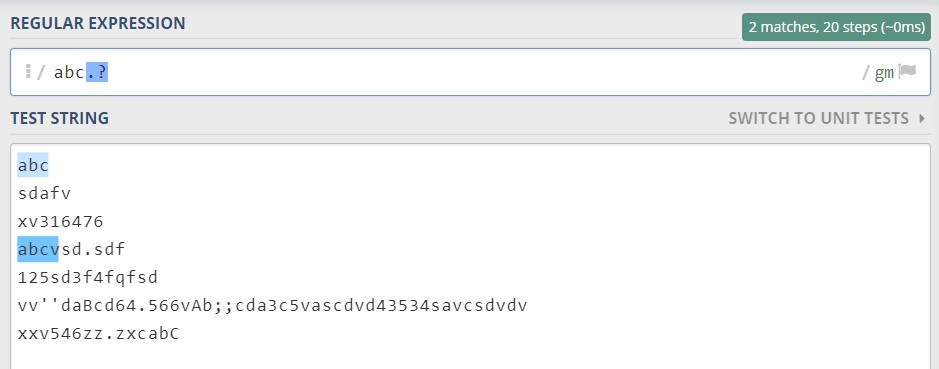 REGULAR EXPRESSION
2 matches, 20 steps (~0ms)
/ abc.? / gm
TEST STRING
SWITCH TO UNIT TESTS
abc
sdafv
xv316476
abcvsd.sdf
125sd3f4fqfsd
vv''daBcd64.566vAb;;cda3c5vascdvd43534savcsdvdv
xxv546zz.zxcabC